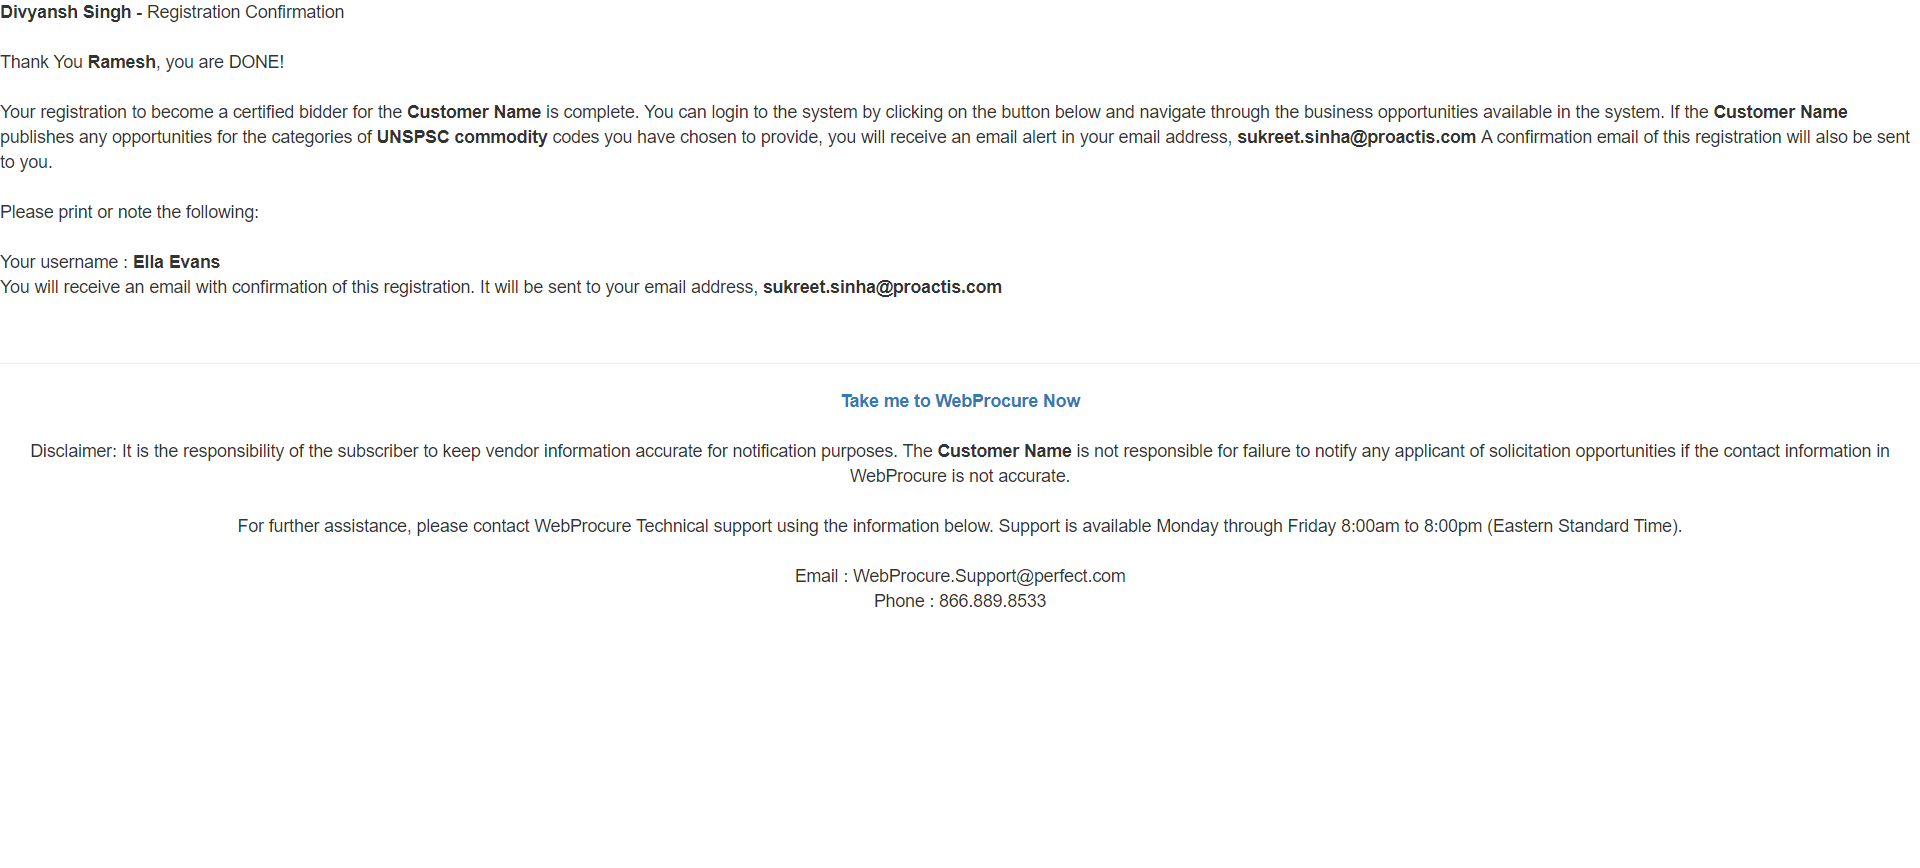 Divyansh Singh - Registration Confirmation
Thank You Ramesh, you are DONE!
Your registration to become a certified bidder for the Customer Name is complete. You can login to the system by clicking on the button below and navigate through the business opportunities available in the system. If the Customer Name
publishes any opportunities for the categories of UNSPSC commodity codes you have chosen to provide, you will receive an email alert in your email address, sukreet.sinha@proactis.com A confirmation email of this registration will also be sent
to you.
Please print or note the following:
Your username : Ella Evans
You will receive an email with confirmation of this registration. It will be sent to your email address, sukreet.sinha@proactis.com
Take me to WebProcure Now
Disclaimer: It is the responsibility of the subscriber to keep vendor information accurate for notification purposes. The Customer Name is not responsible for failure to notify any applicant of solicitation opportunities if the contact information in
WebProcure is not accurate.
For further assistance, please contact WebProcure Technical support using the information below. Support is available Monday through Friday 8:00am to 8:00pm (Eastern Standard Time).
Email : WebProcure.Support@perfect.com
Phone : 866.889.8533